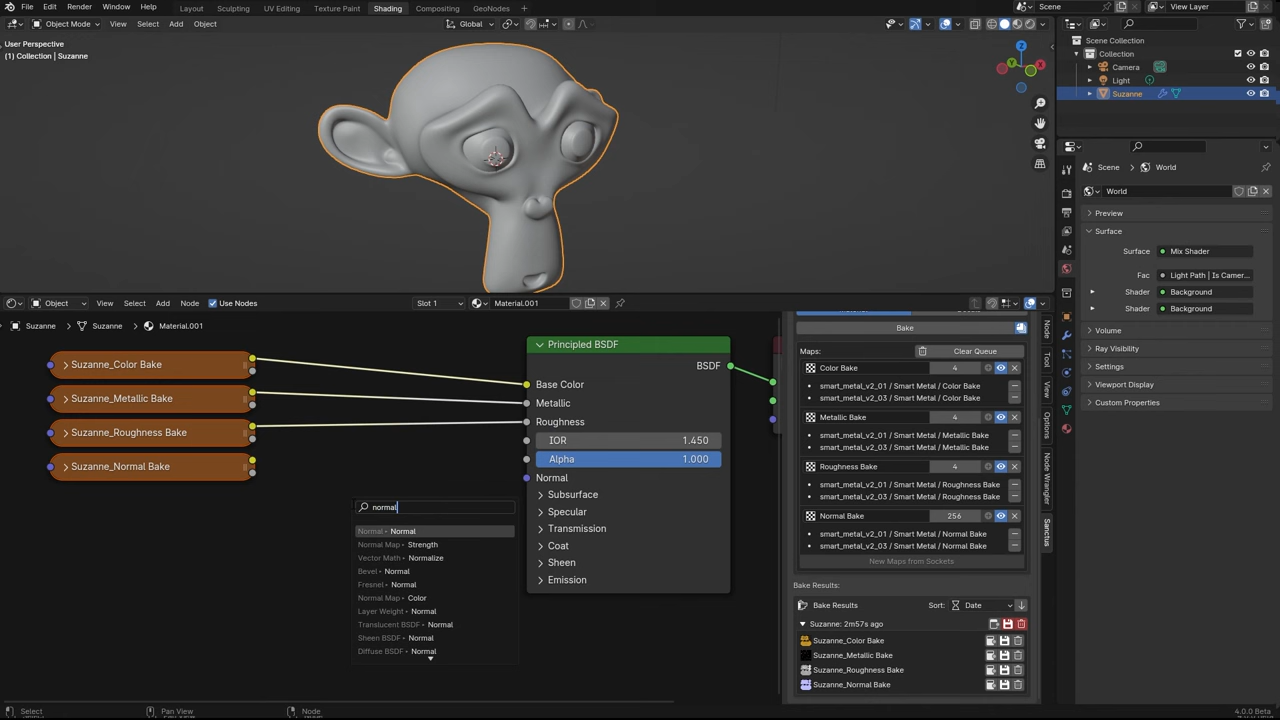 File Edit Render Window Help Layout UV Editing Texture Paint Shading Compositing GeoNodes + Scene View Layer
Object Mode View Select Add Object Global
User Perspective
(1) Collection | Suzanne
Scene Collection
Collection
Camera
Light
Suzanne
Z
Y
Scene World
World
Preview
Surface
Surface Mix Shader
Fac Light Path | Is Camer...
Shader Background
Shader Background
Volume
Ray Visibility
Settings
Viewport Display
Custom Properties
Object View Select Add Node Use Nodes Slot 1 Material.001
Suzanne Suzanne Material.001
Suzanne_Color Bake
Suzanne_Metallic Bake
Suzanne_Roughness Bake
Suzanne_Normal Bake
Principled BSDF
BSDF
Base Color
Metallic
Roughness
IOR 1.450
Alpha 1.000
Normal
Subsurface
Specular
Transmission
Coat
Sheen
Emission
normal
Normal Normal
Normal Map Strength
Vector Math Normalize
Bevel Normal
Fresnel Normal
Normal Map Color
Layer Weight Normal
Translucent BSDF Normal
Sheen BSDF Normal
Diffuse BSDF Normal
Bake
Maps: Clear Queue
Color Bake 4
smart_metal_v2_01 / Smart Metal / Color Bake
smart_metal_v2_03 / Smart Metal / Color Bake
Metallic Bake 4
smart_metal_v2_01 / Smart Metal / Metallic Bake
smart_metal_v2_03 / Smart Metal / Metallic Bake
Roughness Bake 4
smart_metal_v2_01 / Smart Metal / Roughness Bake
smart_metal_v2_03 / Smart Metal / Roughness Bake
Normal Bake 256
smart_metal_v2_01 / Smart Metal / Normal Bake
smart_metal_v2_03 / Smart Metal / Normal Bake
New Maps from Sockets
Bake Results:
Bake Results Sort: Date
Suzanne: 2m57s ago
Suzanne_Color Bake
Suzanne_Metallic Bake
Suzanne_Roughness Bake
Suzanne_Normal Bake
Node
Tool
View
Options
Node Wrangler
Sanctus
Select Pan View Node 4.0.0 Beta